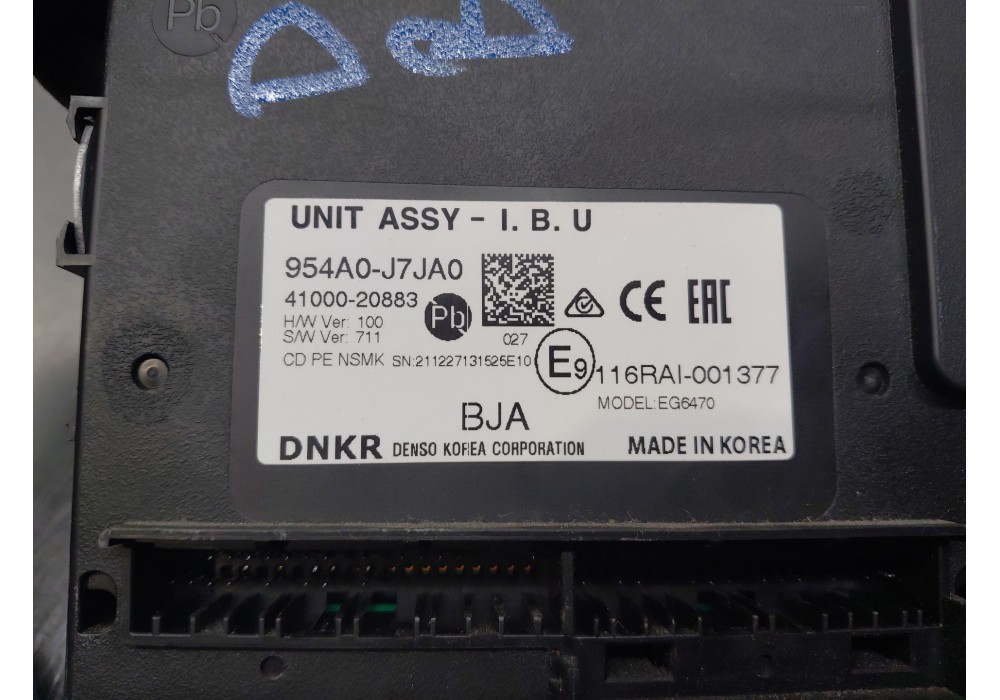 Pb
UNIT ASSY - I. B. U
954A0-J7JA0
41000-20883
Pb
H/W Ver: 100
S/W Ver: 711
027
CE
EAC
CD PE NSMK SN:211227131525E10
E9
116RAI-001377
MODEL:EG6470
BJA
DNKR DENSO KOREA CORPORATION
MADE IN KOREA